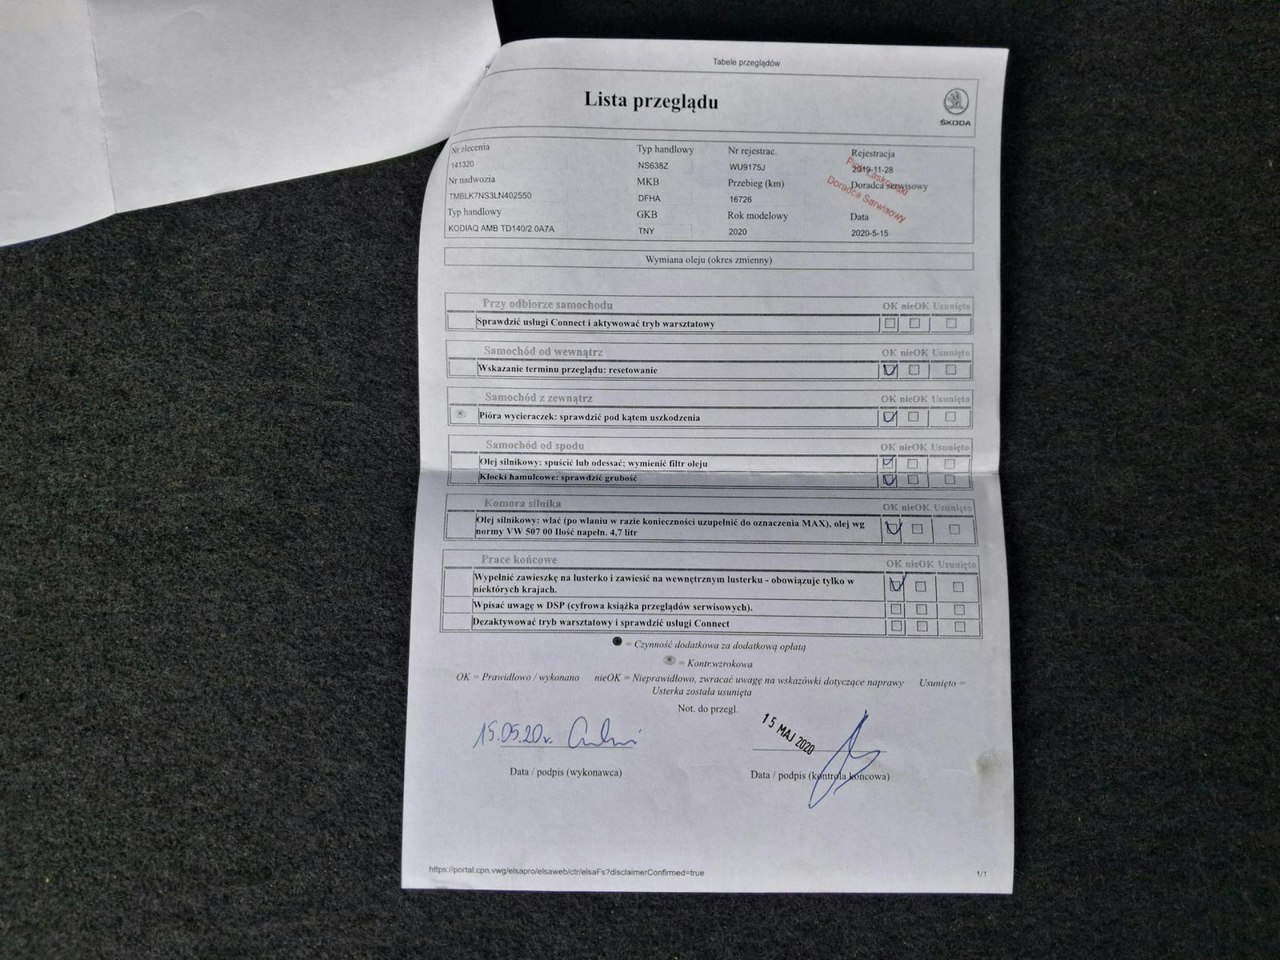 Tabele przeglądów
Lista przeglądu
ŠKODA
Nr zlecenia Typ handlowy Nr rejestrac. Rejestracja
141320 NS638Z WU9175J 2019-11-28
Nr nadwozia MKB Przebieg (km) Doradca serwisowy
TMBLK7NS3LN402550 DFHA 16726
Doradca Serwisowy
Typ handlowy GKB Rok modelowy Data
KODIAQ AMB TD140/2.0A7A TNY 2020 2020-5-15
Wymiana oleju (okres zmienny)
Przy odbiorze samochodu OK nieOK Usunięto
Sprawdzić usługi Connect i aktywować tryb warsztatowy
Samochód od wewnątrz OK nieOK Usunięto
Wskazanie terminu przeglądu: resetowanie
Samochód z zewnątrz OK nieOK Usunięto
Pióra wycieraczek: sprawdzić pod kątem uszkodzenia
Samochód od spodu OK nieOK Usunięto
Olej silnikowy: spuścić lub odessać: wymienić filtr oleju
Klocki hamulcowe: sprawdzić grubość
Komora silnika OK nieOK Usunięto
Olej silnikowy: wlać (po wlaniu w razie konieczności uzupełnić do oznaczenia MAX), olej wg
normy VW 507 00 Ilość napełn. 4,7 litr
Prace końcowe OK nieOK Usunięto
Wypełnić zawieszkę na lusterko i zawiesić na wewnętrznym lusterku - obowiązuje tylko w
niektórych krajach.
Wpisać uwagę w DSP (cyfrowa książka przeglądów serwisowych).
Dezaktywować tryb warsztatowy i sprawdzić usługi Connect
= Czynność dodatkowa za dodatkową opłatą
= Kontr.wzrokowa
OK = Prawidłowo / wykonano nieOK = Nieprawidłowo, zwracać uwagę na wskazówki dotyczące naprawy Usunięto =
Usterka została usunięta
Not. do przegl.
15.05.20r. 15 MAJ 2020
Data / podpis (wykonawca) Data / podpis (kontrola końcowa)
https://portal.cpn.vwg/elsapro/elsaweb/ctr/elsaFs?disclaimerConfirmed=true 1/1